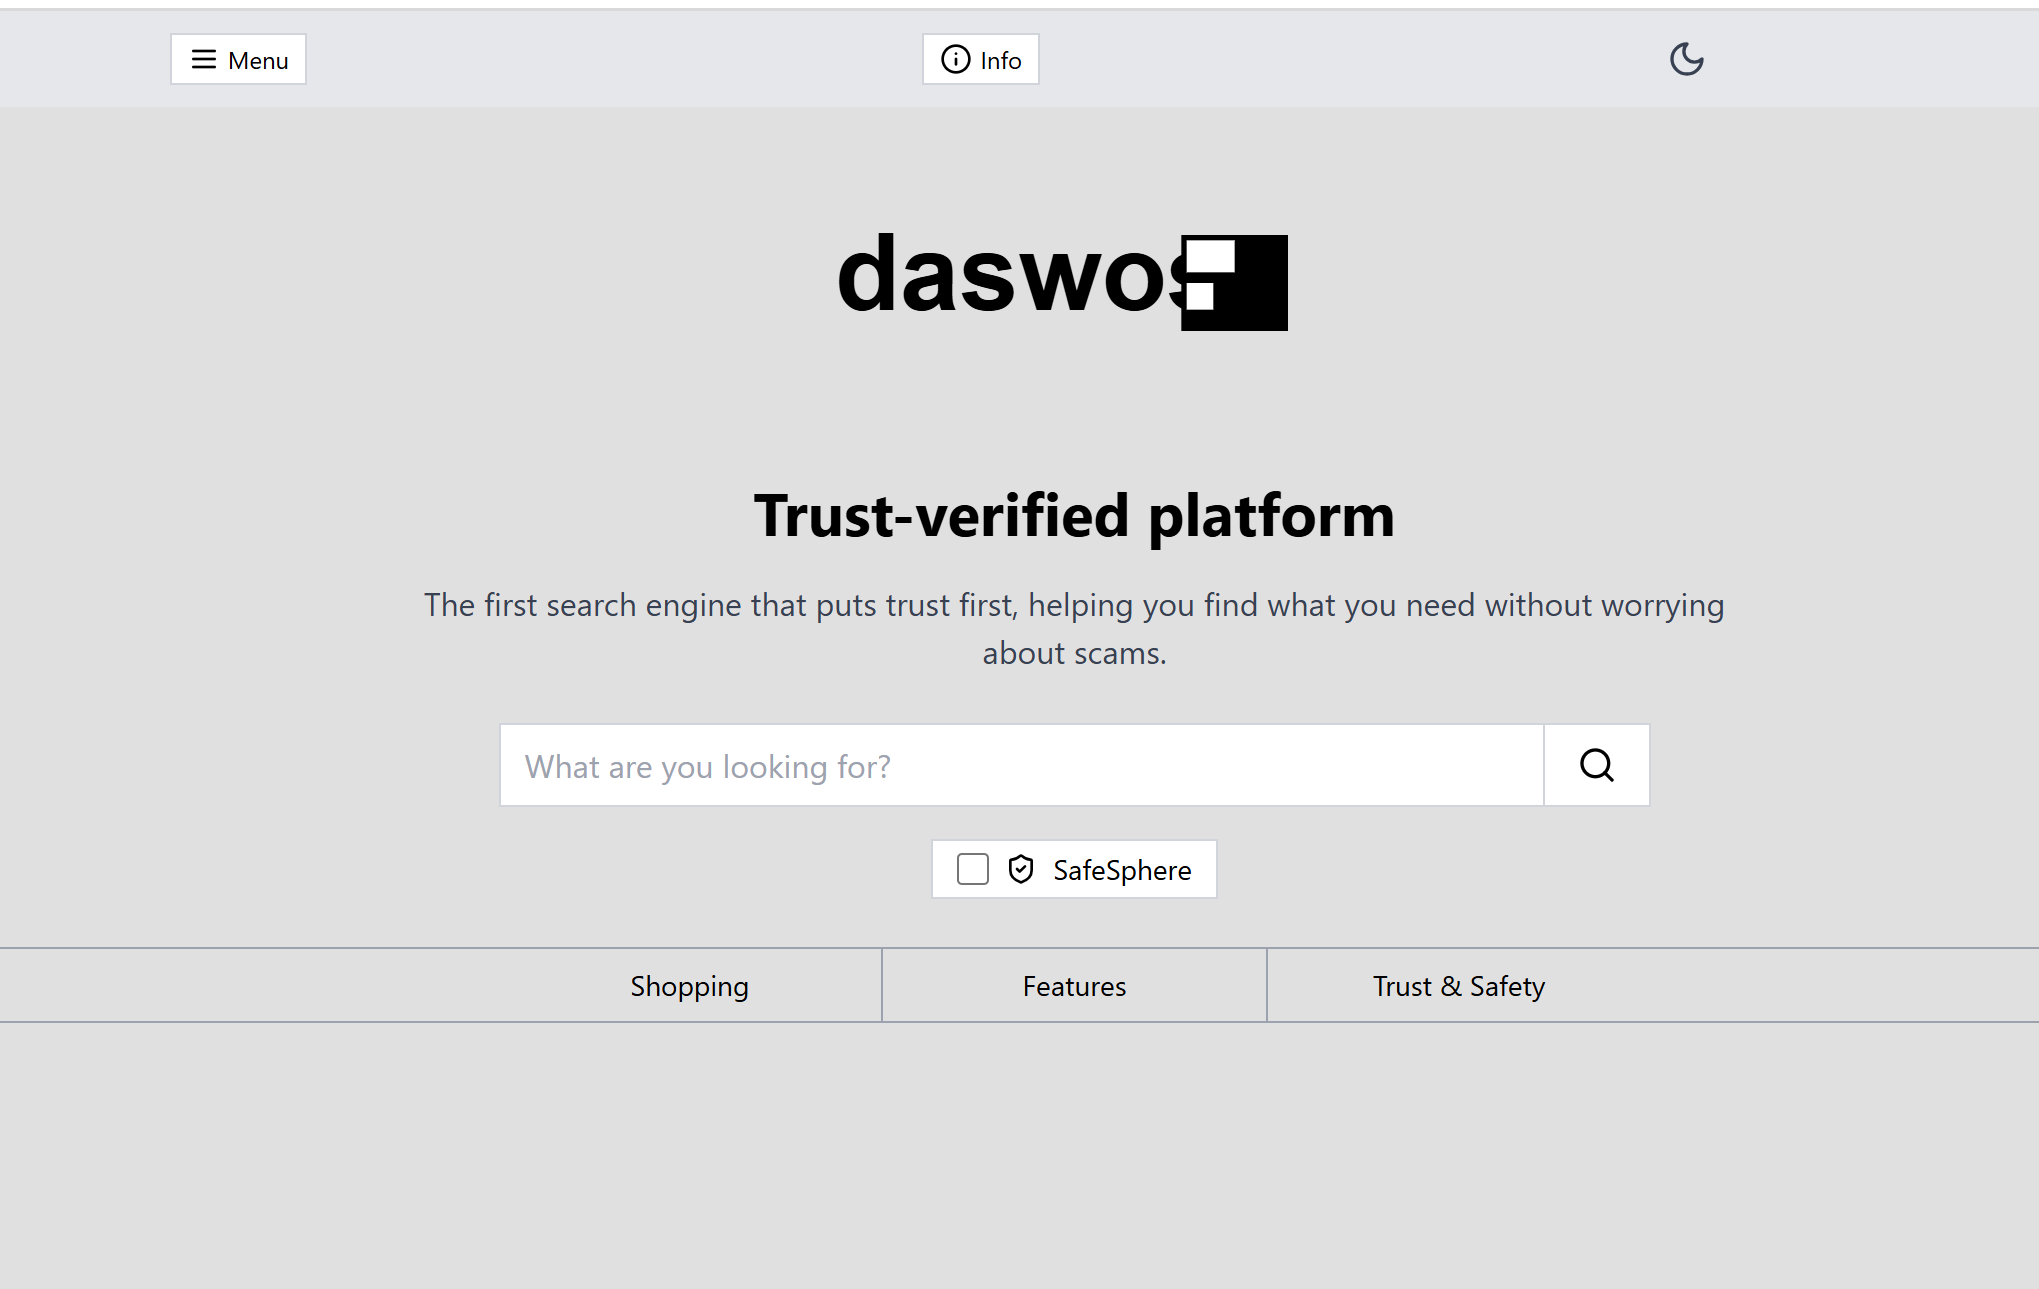 Menu
Info
daswos
Trust-verified platform
The first search engine that puts trust first, helping you find what you need without worrying
about scams.
What are you looking for?
SafeSphere
Shopping
Features
Trust & Safety